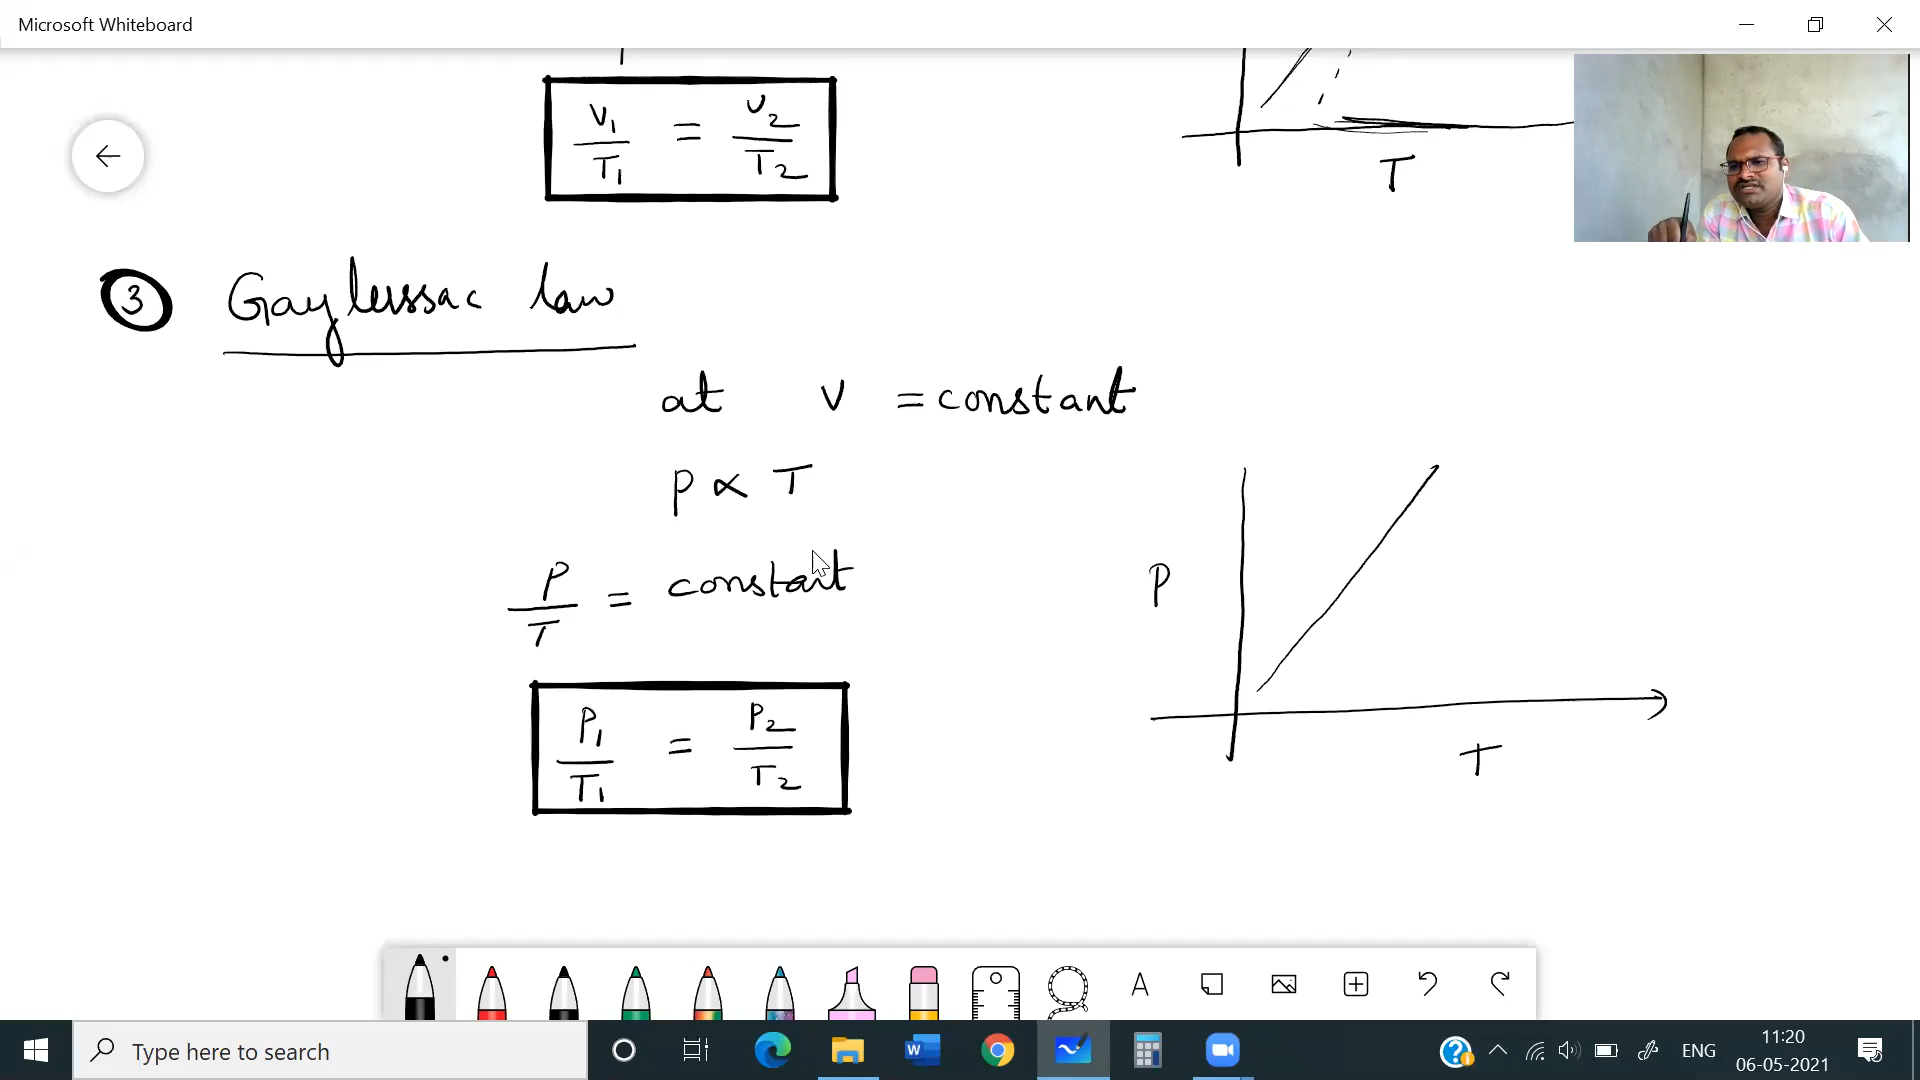 Microsoft Whiteboard
V1/T1 = V2/T2
T
3 Gaylussac law
at V = constant
P ∝ T
P/T = constant
P
P1/T1 = P2/T2
T
A
Type here to search
W
ENG
11:20
06-05-2021